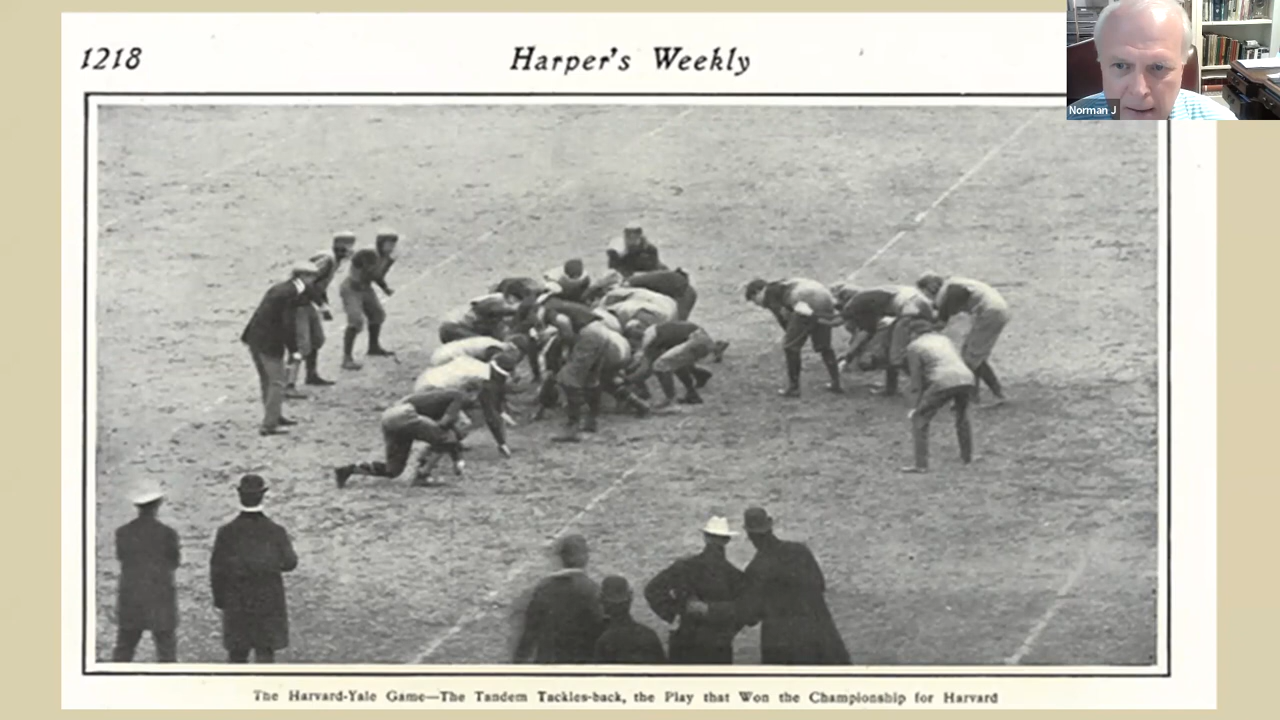 1218
Harper's Weekly
Norman J
The Harvard-Yale Game—The Tandem Tackles-back, the Play that Won the Championship for Harvard